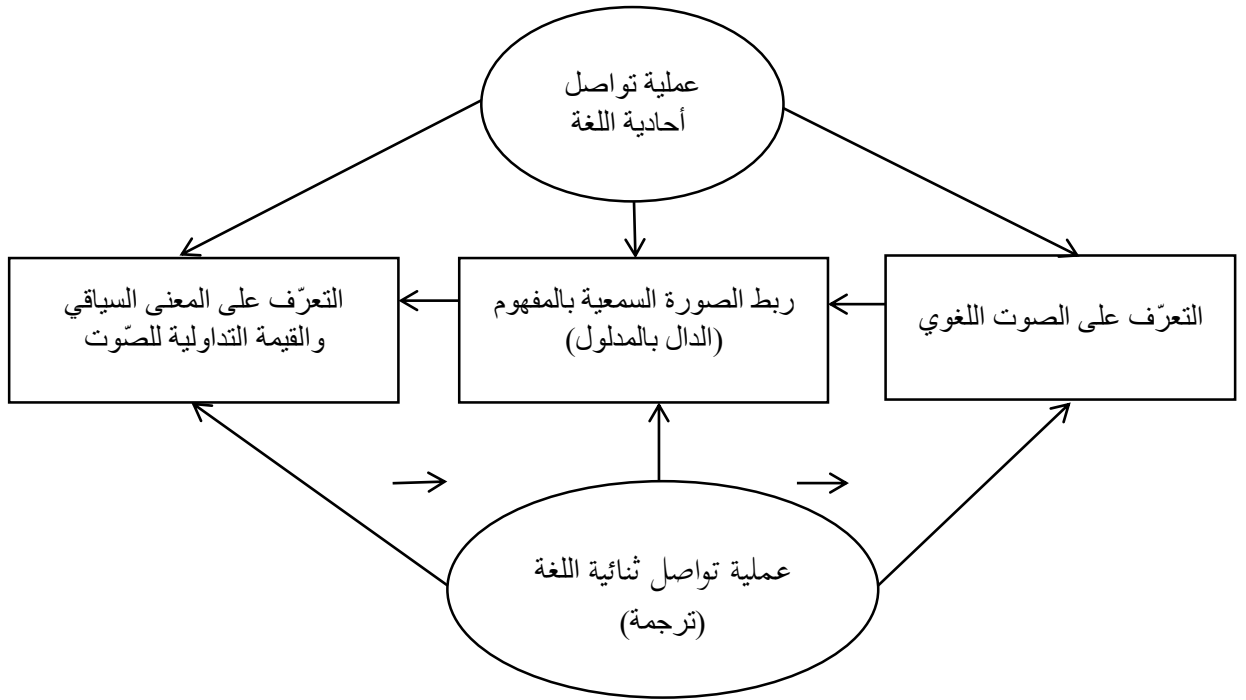 عملية تواصل
أحادية اللغة
التعرّف على الصوت اللغوي
ربط الصورة السمعية بالمفهوم
(الدال بالمدلول)
التعرّف على المعنى السياقي
والقيمة التداولية للصّوت
عملية تواصل ثنائية اللغة
(ترجمة)